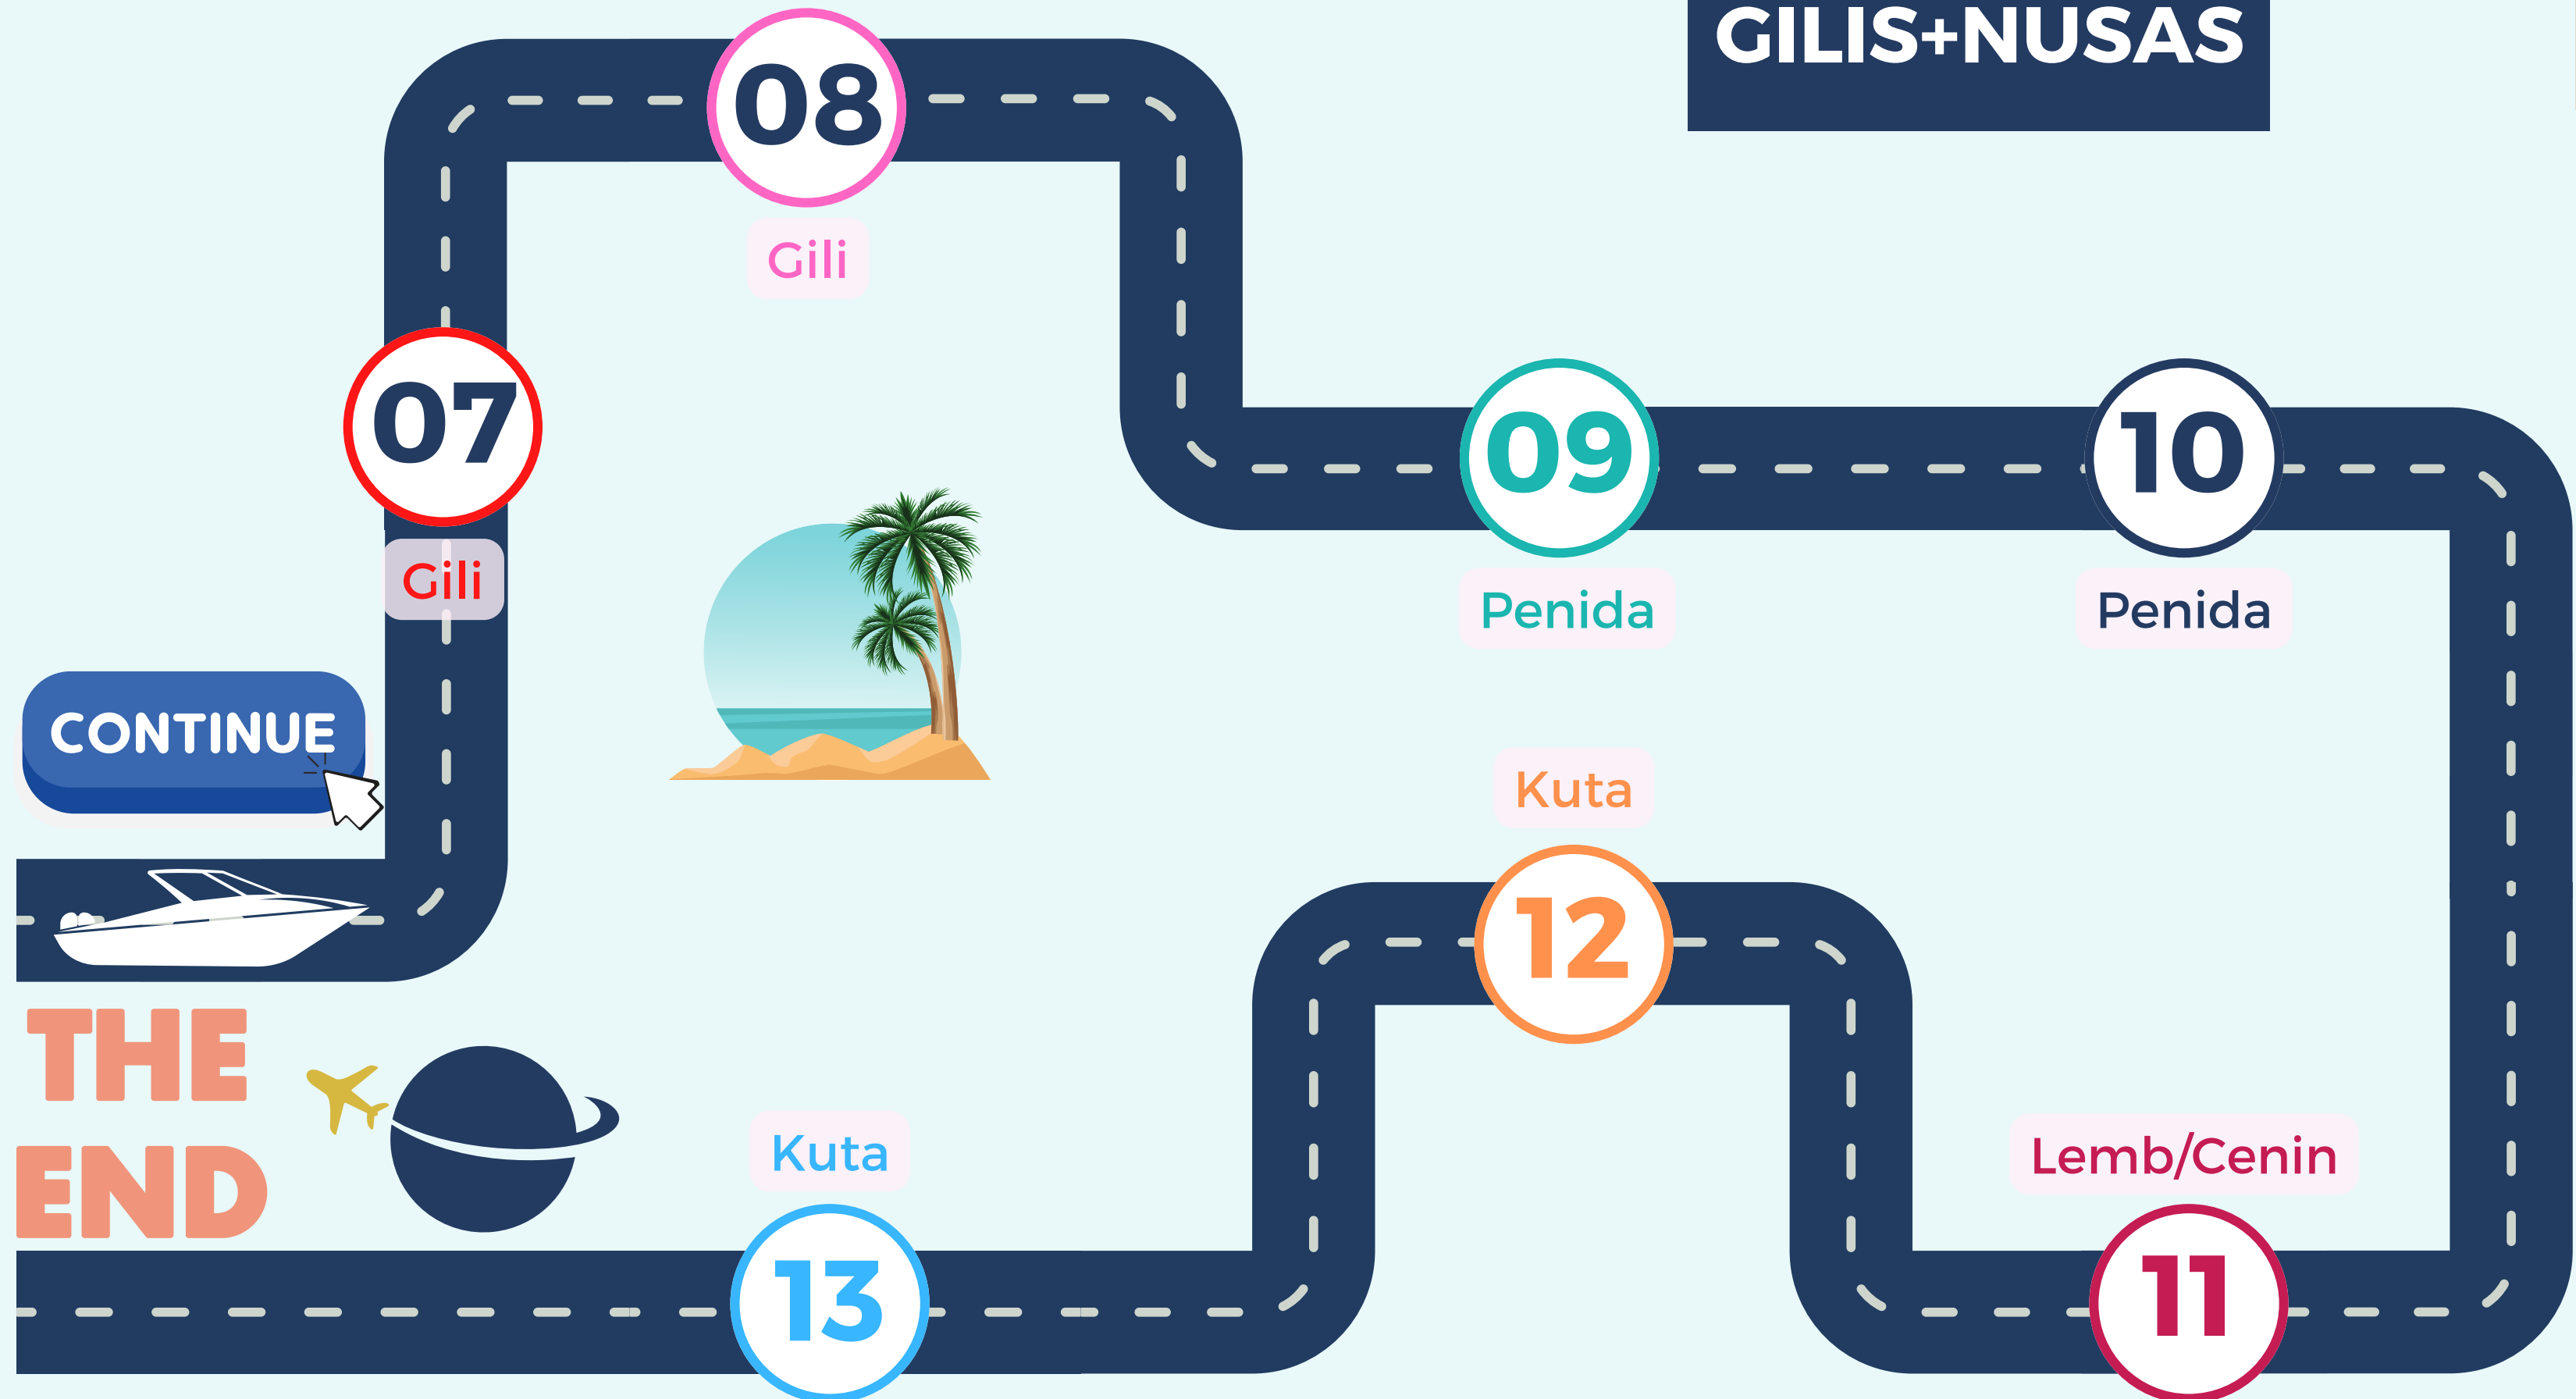 GILIS+NUSAS
08
Gili
07
Gili
09
Penida
10
Penida
CONTINUE
Kuta
12
THE
END
Kuta
13
Lemb/Cenin
11